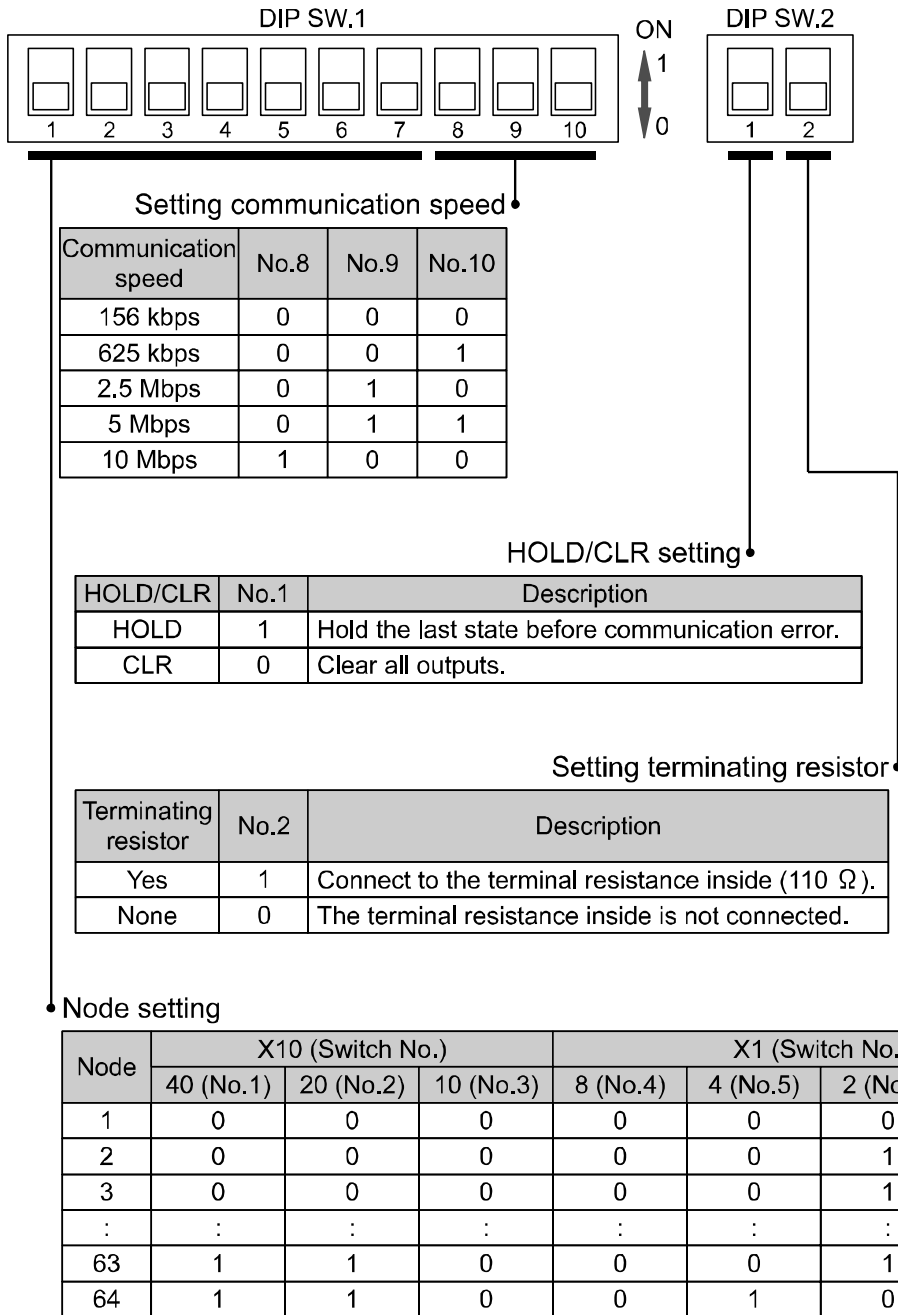 DIP SW.1
DIP SW.2
ON
1
0
1 2 3 4 5 6 7 8 9 10
1 2
Setting communication speed
Communication speed No.8 No.9 No.10
156 kbps 0 0 0
625 kbps 0 0 1
2.5 Mbps 0 1 0
5 Mbps 0 1 1
10 Mbps 1 0 0
HOLD/CLR setting
HOLD/CLR No.1 Description
HOLD 1 Hold the last state before communication error.
CLR 0 Clear all outputs.
Setting terminating resistor
Terminating resistor No.2 Description
Yes 1 Connect to the terminal resistance inside (110 Ω).
None 0 The terminal resistance inside is not connected.
Node setting
Node X10 (Switch No.) X1 (Switch No.
40 (No.1) 20 (No.2) 10 (No.3) 8 (No.4) 4 (No.5) 2 (No
1 0 0 0 0 0 0
2 0 0 0 0 0 1
3 0 0 0 0 0 1
: : : : : : :
63 1 1 0 0 0 1
64 1 1 0 0 1 0